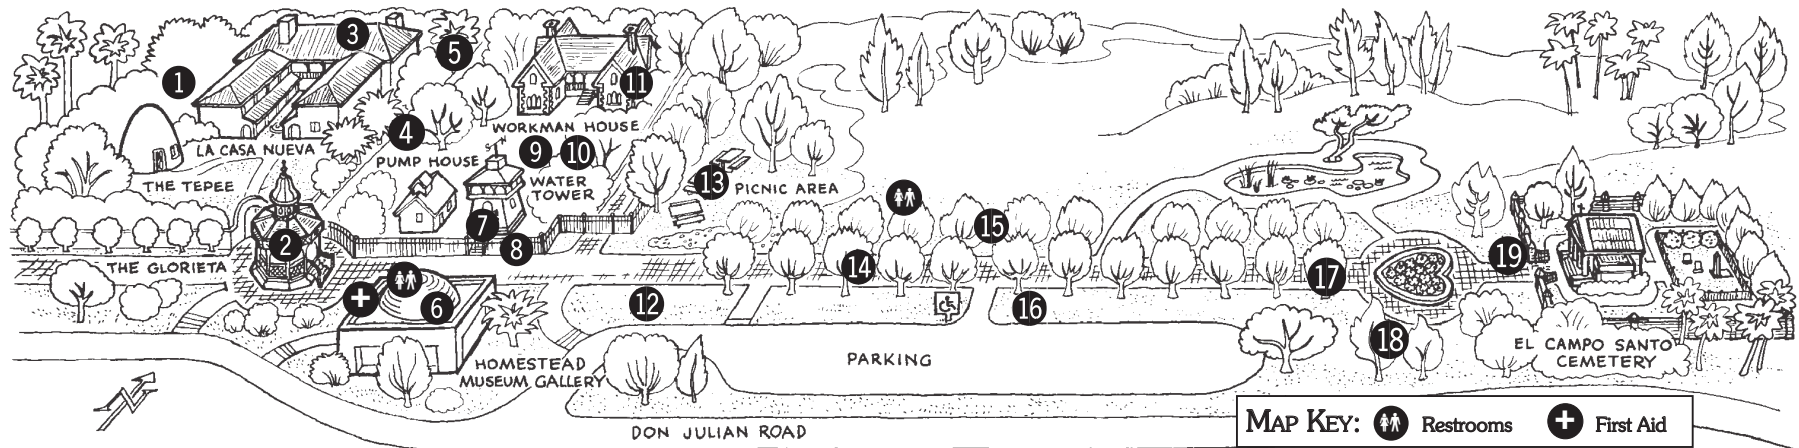 3
5
1
11
4
WORKMAN HOUSE
LA CASA NUEVA
PUMP HOUSE
9
10
THE TEPEE
WATER
TOWER
13
PICNIC AREA
7
15
2
8
19
THE GLORIETA
14
17
6
12
16
18
HOMESTEAD
MUSEUM GALLERY
PARKING
EL CAMPO SANTO
CEMETERY
N
DON JULIAN ROAD
MAP KEY: Restrooms First Aid